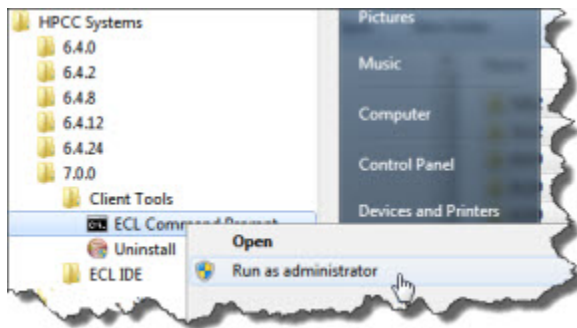 HPCC Systems
6.4.0
6.4.2
6.4.8
6.4.12
6.4.24
7.0.0
Client Tools
ECL Command Prompt
Uninstall
ECL IDE
Pictures
Music
Computer
Control Panel
Devices and Printers
Open
Run as administrator